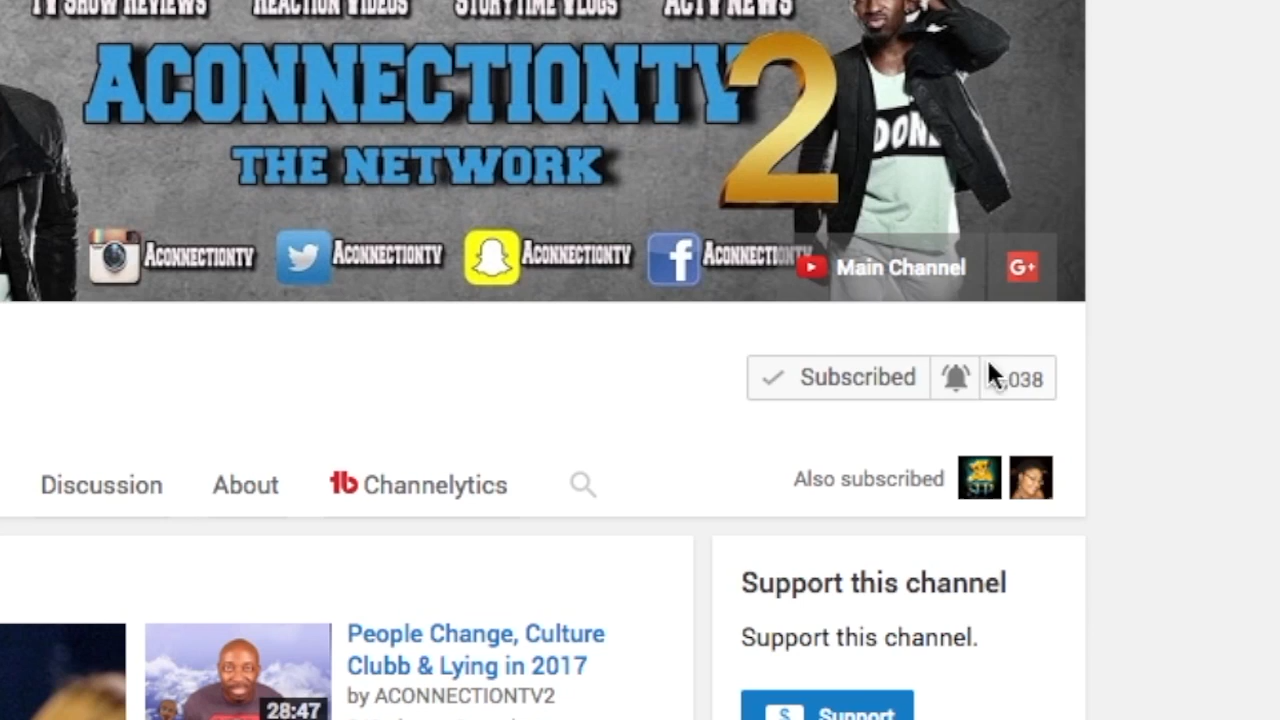 TV SHOW REVIEWS REACTION VIDEOS STORYTIME VLOGS ACTV NEWS
ACONNECTIONTV 2
THE NETWORK
ACONNECTIONTV ACONNECTIONTV ACONNECTIONTV ACONNECTIONTV
Main Channel G+
DONE
Subscribed 038
Discussion About tb Channelytics Also subscribed
Support this channel
Support this channel.
People Change, Culture
Clubb & Lying in 2017
by ACONNECTIONTV2
28:47
$ Support